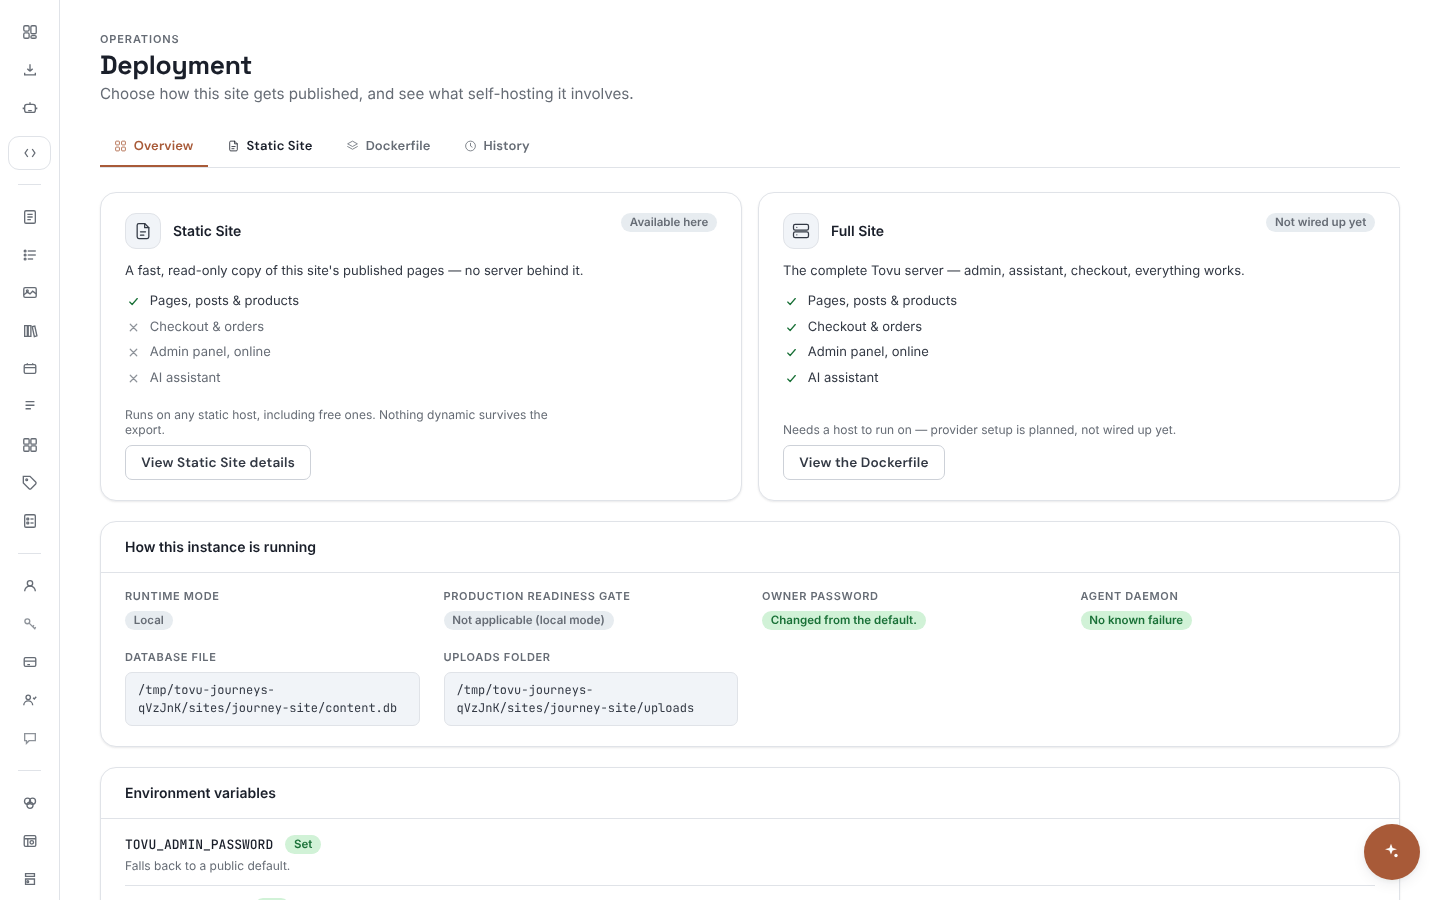 OPERATIONS
Deployment
Choose how this site gets published, and see what self-hosting it involves.
Overview
Static Site
Dockerfile
History
Static Site
Available here
A fast, read-only copy of this site's published pages — no server behind it.
Pages, posts & products
Checkout & orders
Admin panel, online
AI assistant
Runs on any static host, including free ones. Nothing dynamic survives the
export.
View Static Site details
Full Site
Not wired up yet
The complete Tovu server — admin, assistant, checkout, everything works.
Pages, posts & products
Checkout & orders
Admin panel, online
AI assistant
Needs a host to run on — provider setup is planned, not wired up yet.
View the Dockerfile
How this instance is running
RUNTIME MODE
Local
PRODUCTION READINESS GATE
Not applicable (local mode)
OWNER PASSWORD
Changed from the default.
AGENT DAEMON
No known failure
DATABASE FILE
/tmp/tovu-journeys-
qVzJnK/sites/journey-site/content.db
UPLOADS FOLDER
/tmp/tovu-journeys-
qVzJnK/sites/journey-site/uploads
Environment variables
TOVU_ADMIN_PASSWORD
Set
Falls back to a public default.